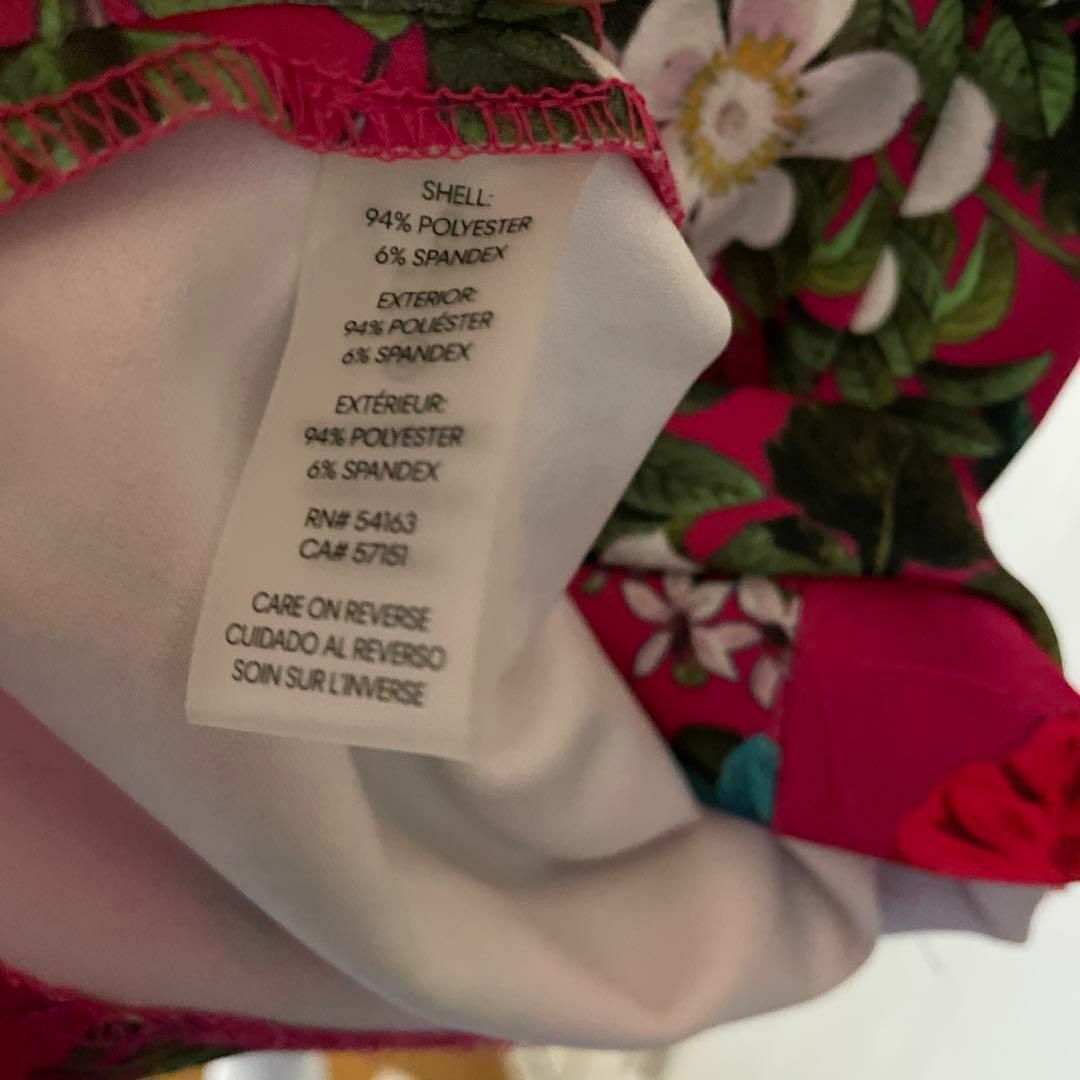 SHELL:
94% POLYESTER
6% SPANDEX
EXTERIOR:
94% POLIÉSTER
6% SPANDEX
EXTÉRIEUR:
94% POLYESTER
6% SPANDEX
RN# 54163
CA# 57151
CARE ON REVERSE
CUIDADO AL REVERSO
SOIN SUR L'INVERSE